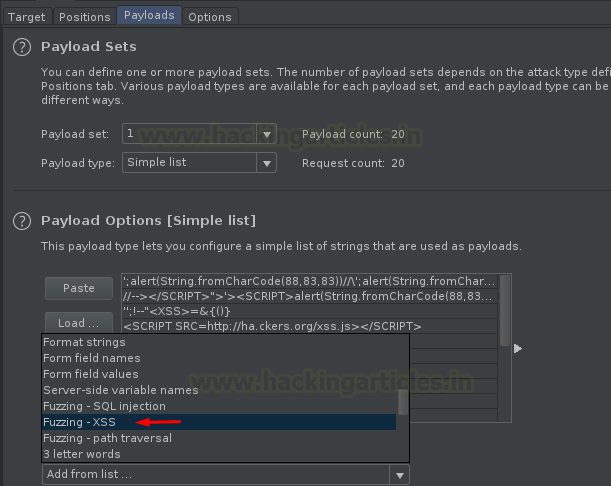 Target Positions Payloads Options
? Payload Sets
You can define one or more payload sets. The number of payload sets depends on the attack type defi
Positions tab. Various payload types are available for each payload set, and each payload type can be
different ways.
www.hackingarticles.in
Payload set: 1 Payload count: 20
Payload type: Simple list Request count: 20
? Payload Options [Simple list]
This payload type lets you configure a simple list of strings that are used as payloads.
Paste
Load ...
';alert(String.fromCharCode(88,83,83))//\';alert(String.fromChar...
//--></SCRIPT>">'><SCRIPT>alert(String.fromCharCode(88,83...
'';!--"<XSS>=&{()}
<SCRIPT SRC=http://ha.ckers.org/xss.js></SCRIPT>
Format strings
Form field names
Form field values
www.hackingarticles.in
Server-side variable names
Fuzzing - SQL injection
Fuzzing - XSS
Fuzzing - path traversal
3 letter words
Add from list ...